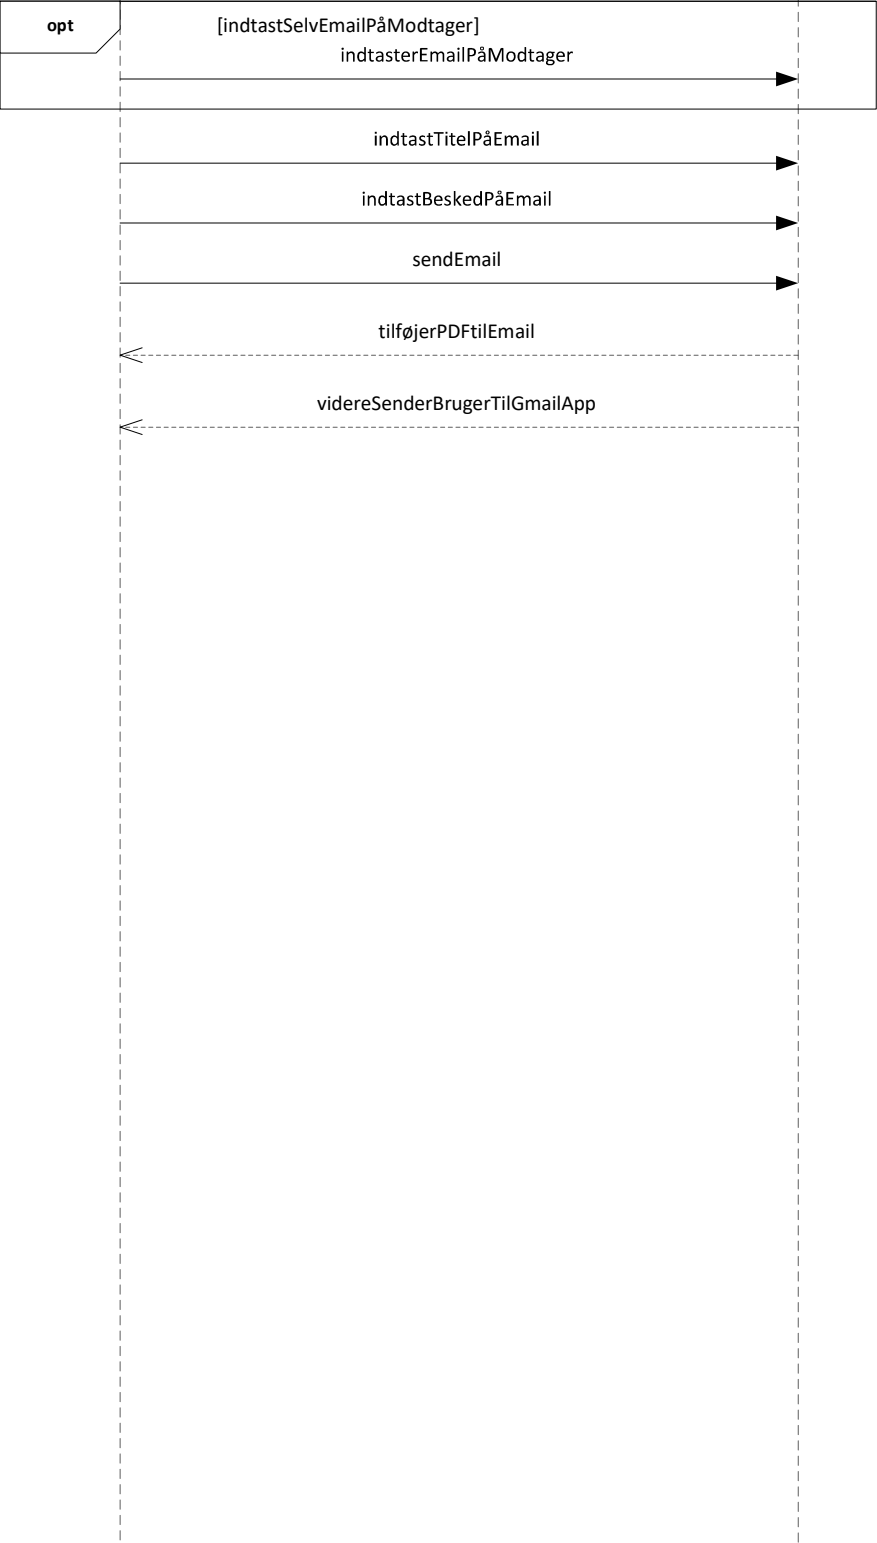 opt
[indtastSelvEmailPåModtager]
indtasterEmailPåModtager
indtastTitelPåEmail
indtastBeskedPåEmail
sendEmail
tilføjerPDFtilEmail
videreSenderBrugerTilGmailApp